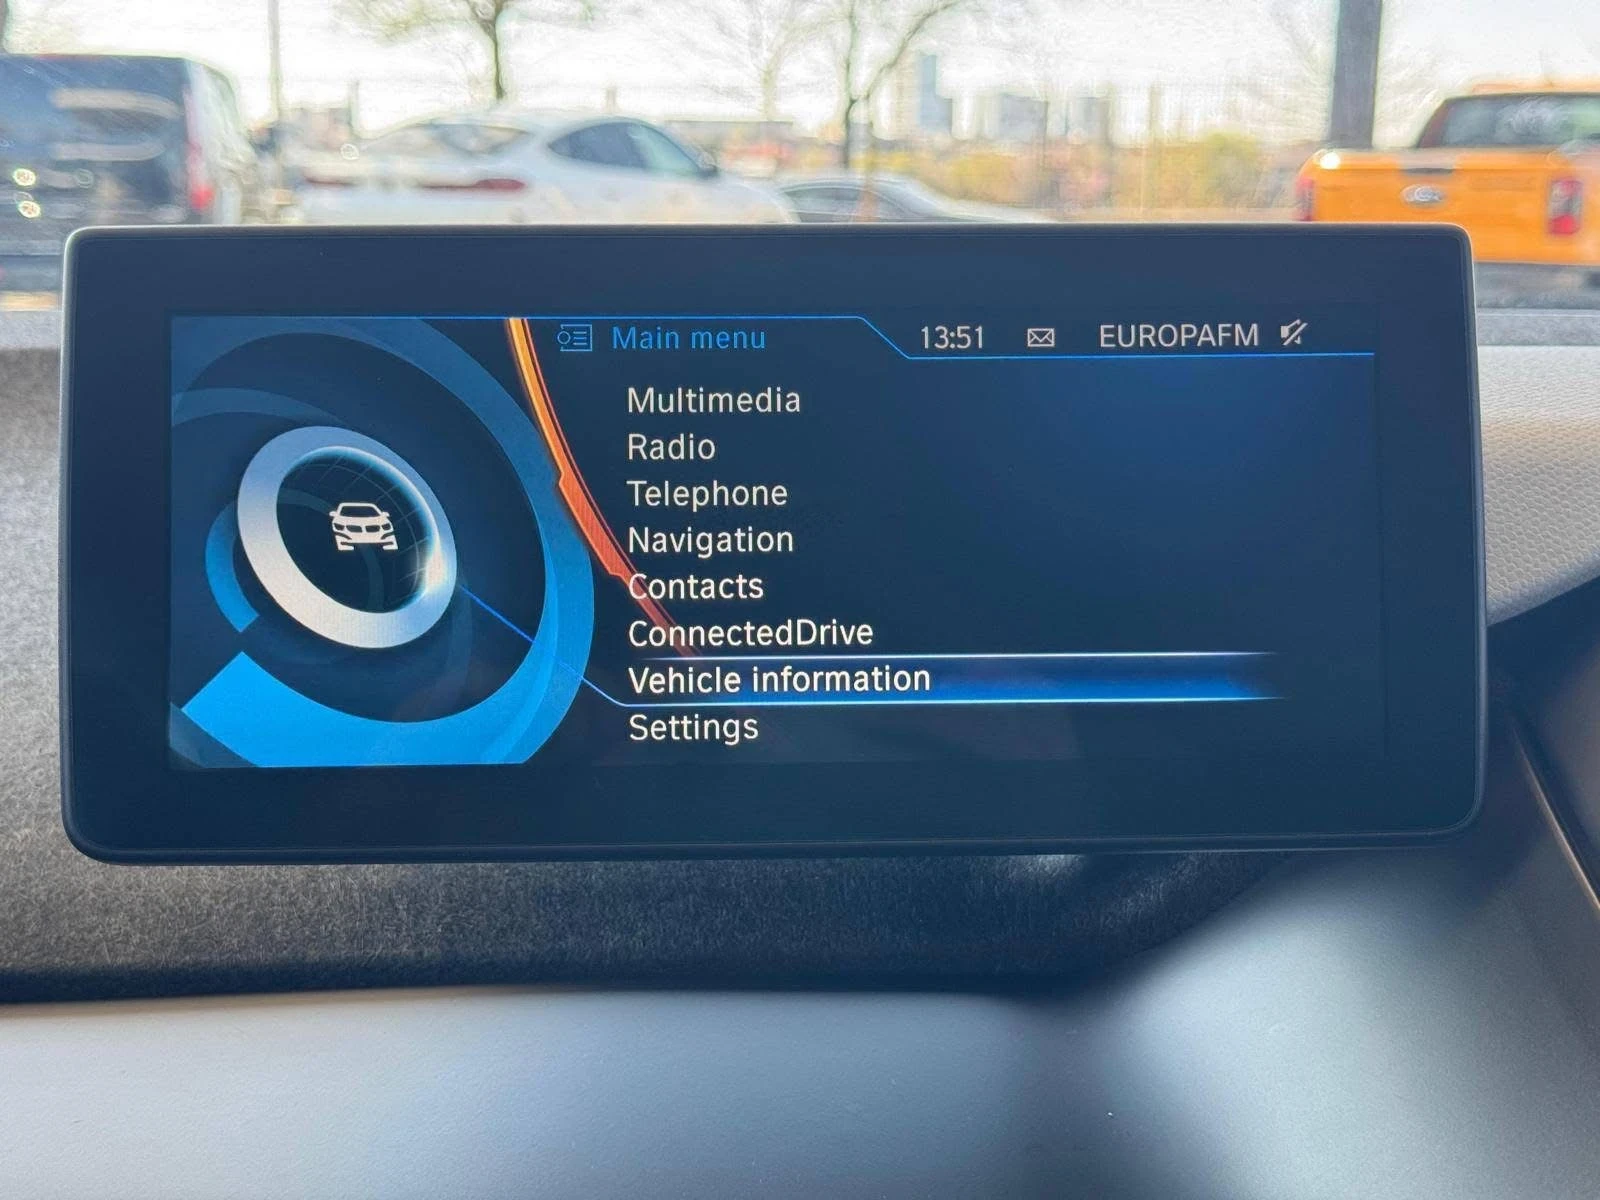 Main menu 13:51 EUROPAFM
Multimedia
Radio
Telephone
Navigation
Contacts
ConnectedDrive
Vehicle information
Settings